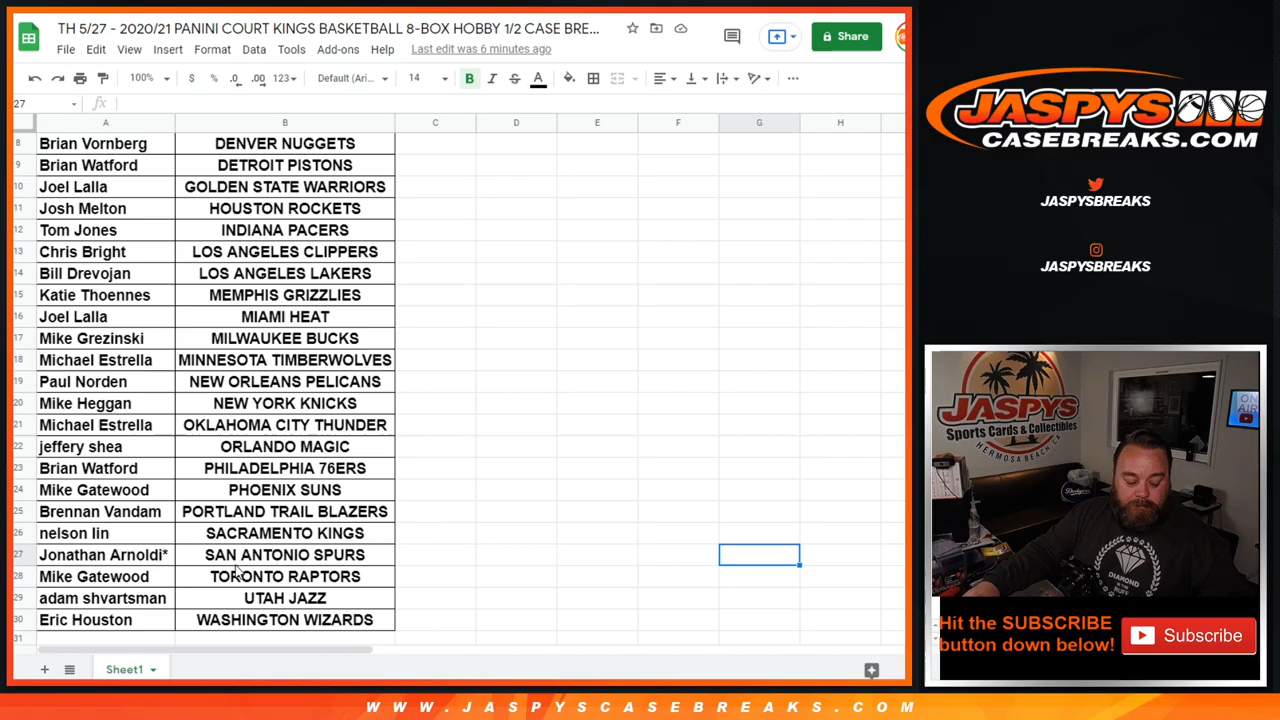 TH 5/27 - 2020/21 PANINI COURT KINGS BASKETBALL 8-BOX HOBBY 1/2 CASE BRE...
File Edit View Insert Format Data Tools Add-ons Help Last edit was 6 minutes ago
Share
100% $ % .0 .00 123 Default (Ari... 14 B I S A
27 fx
A B C D E F G H
8 Brian Vornberg DENVER NUGGETS
9 Brian Watford DETROIT PISTONS
10 Joel Lalla GOLDEN STATE WARRIORS
11 Josh Melton HOUSTON ROCKETS
12 Tom Jones INDIANA PACERS
13 Chris Bright LOS ANGELES CLIPPERS
14 Bill Drevojan LOS ANGELES LAKERS
15 Katie Thoennes MEMPHIS GRIZZLIES
16 Joel Lalla MIAMI HEAT
17 Mike Grezinski MILWAUKEE BUCKS
18 Michael Estrella MINNESOTA TIMBERWOLVES
19 Paul Norden NEW ORLEANS PELICANS
20 Mike Heggan NEW YORK KNICKS
21 Michael Estrella OKLAHOMA CITY THUNDER
22 jeffery shea ORLANDO MAGIC
23 Brian Watford PHILADELPHIA 76ERS
24 Mike Gatewood PHOENIX SUNS
25 Brennan Vandam PORTLAND TRAIL BLAZERS
26 nelson lin SACRAMENTO KINGS
27 Jonathan Arnoldi* SAN ANTONIO SPURS
28 Mike Gatewood TORONTO RAPTORS
29 adam shvartsman UTAH JAZZ
30 Eric Houston WASHINGTON WIZARDS
31
Sheet1
JASPYS
CASEBREAKS.COM
JASPYSBREAKS
JASPYSBREAKS
JASPYS
Sports Cards & Collectibles
HERMOSA BEACH CA
ON
AIR
Dodgers
DIAMOND
IN THE
RUFF
Hit the SUBSCRIBE
button down below!
Subscribe
WWW.JASPYSCASEBREAKS.COM